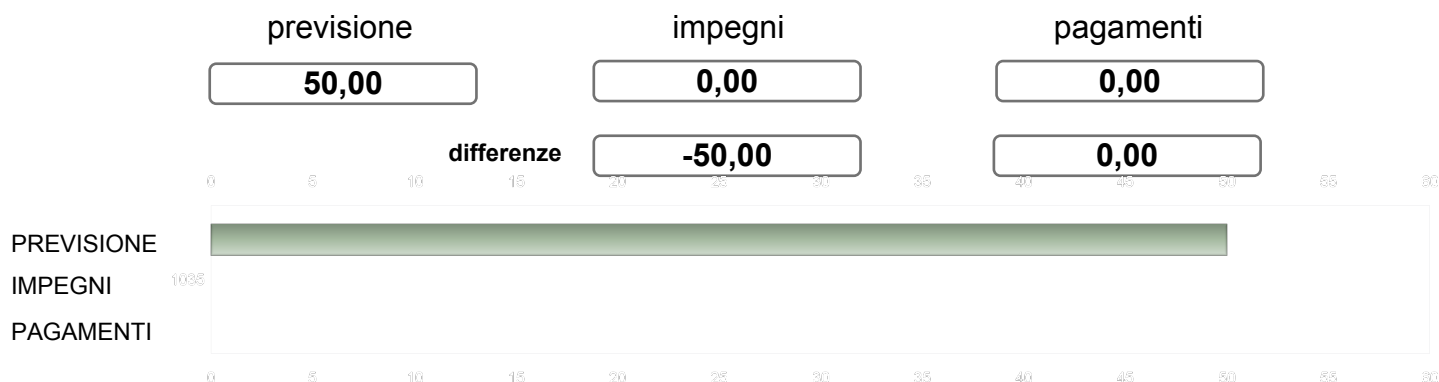 previsione impegni pagamenti
50,00 0,00 0,00
differenze -50,00 0,00
0 5 10 15 20 25 30 35 40 45 50 55 60
PREVISIONE
1035
IMPEGNI
PAGAMENTI
0 5 10 15 20 25 30 35 40 45 50 55 60